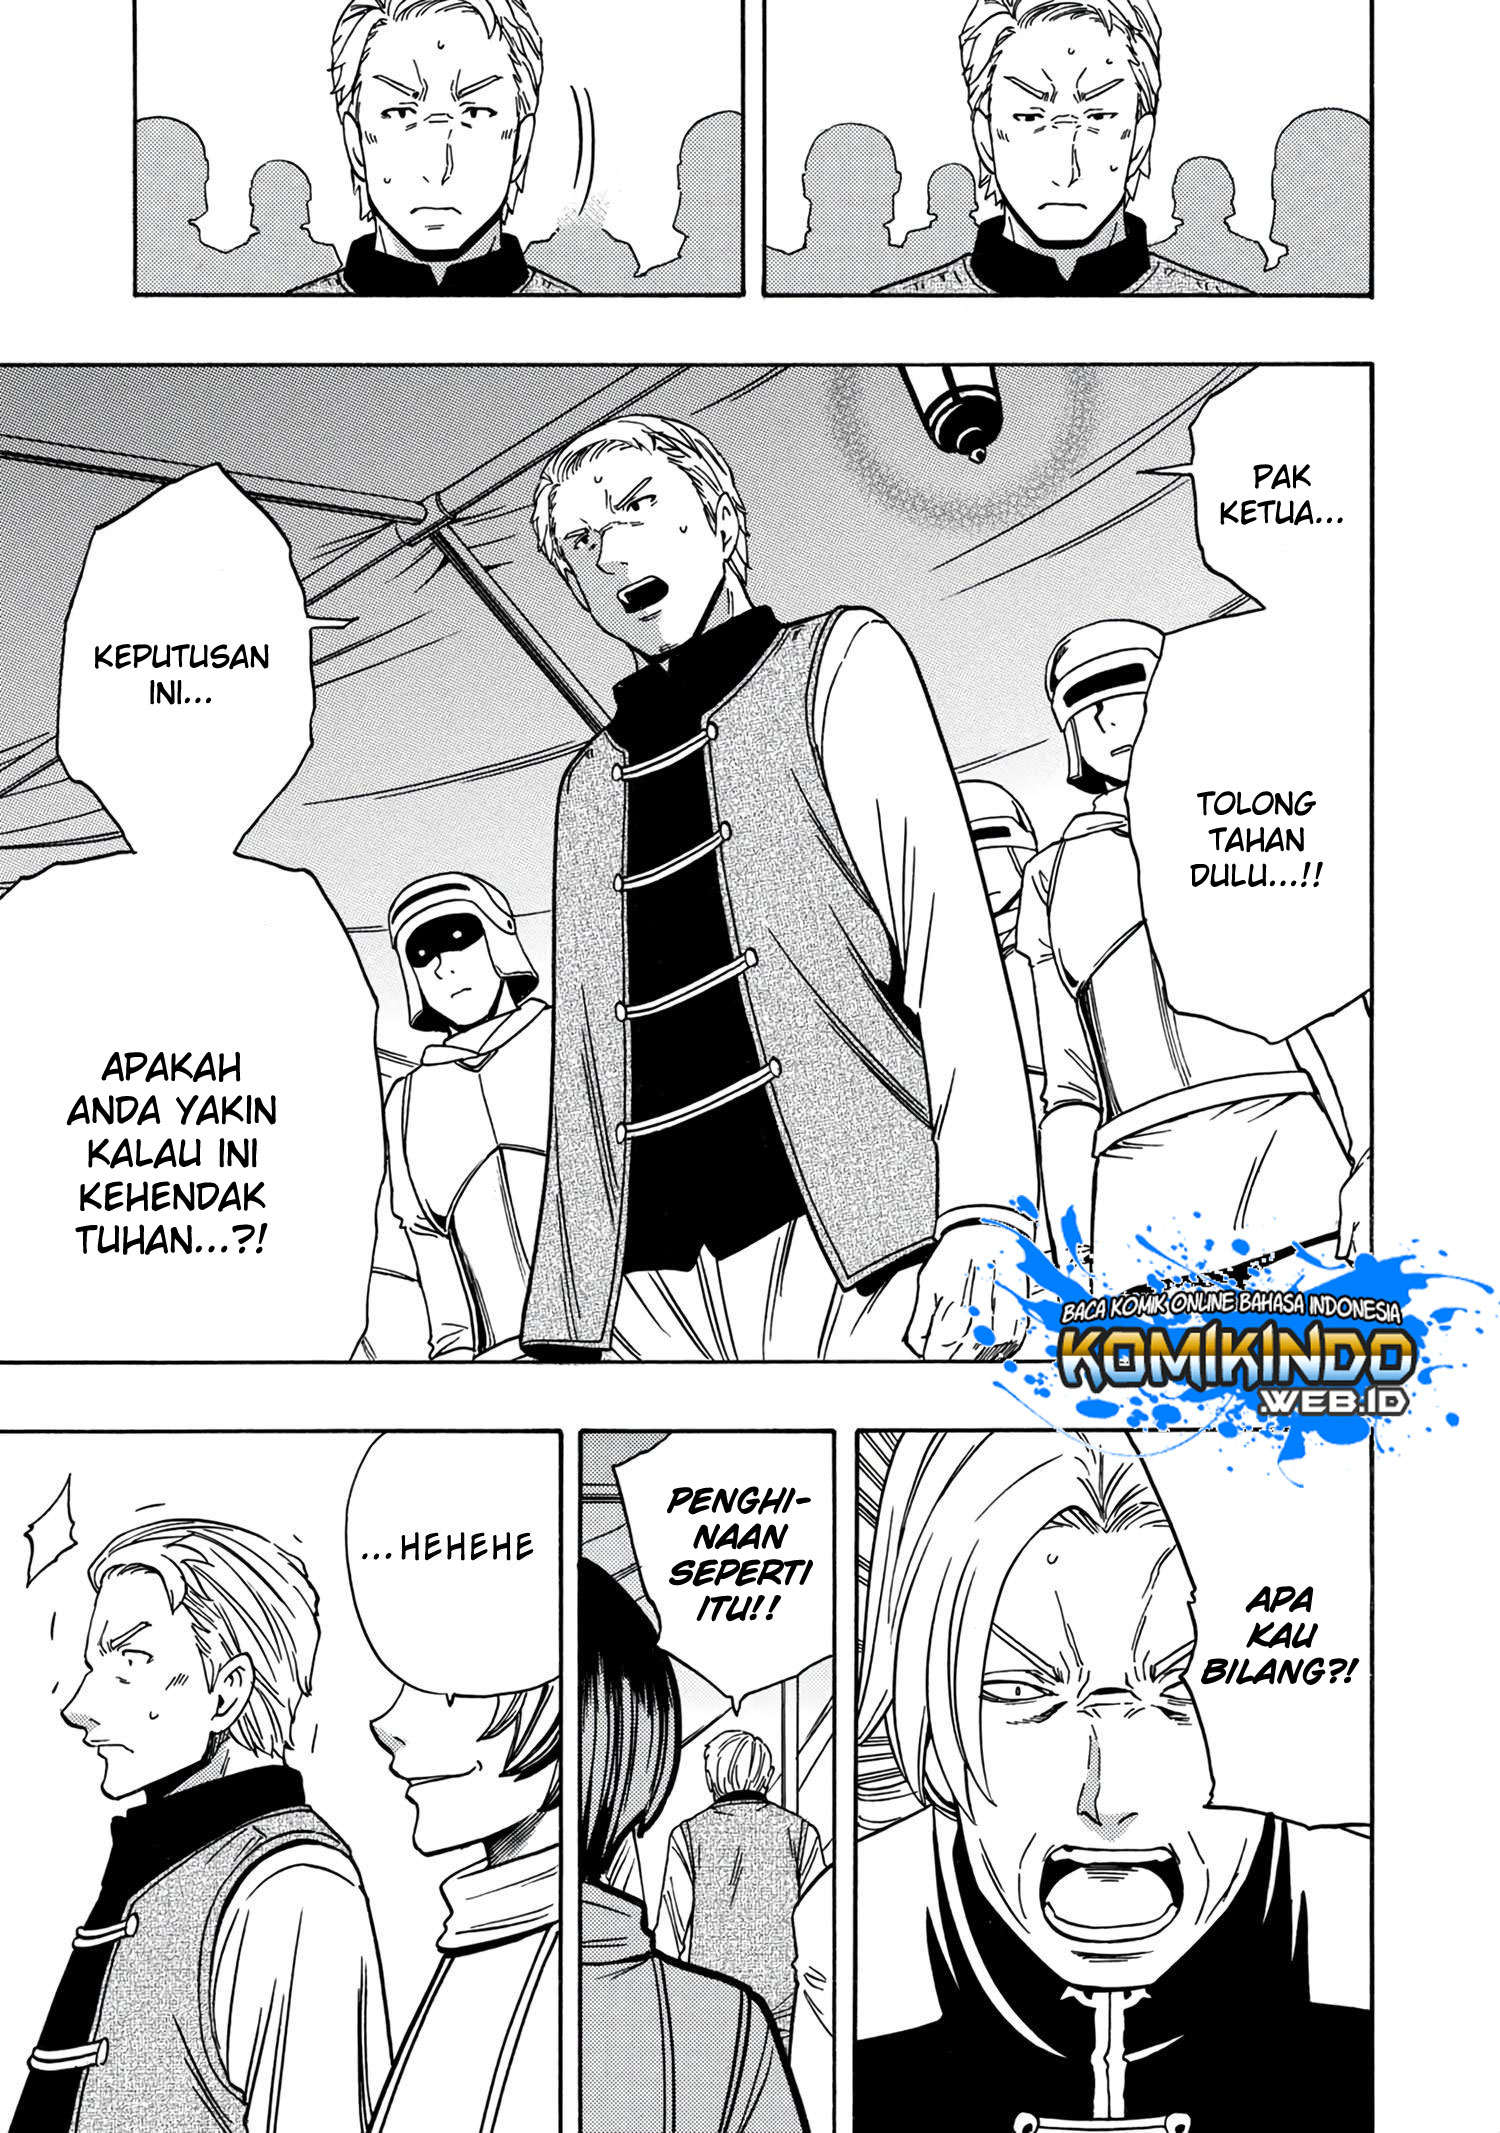 PAK
KETUA...
TOLONG
TAHAN
DULU...!!
KEPUTUSAN
INI...
APAKAH
ANDA YAKIN
KALAU INI
KEHENDAK
TUHAN...?!
BACA KOMIK ONLINE BAHASA INDONESIA
KOMIKINDO
.WEB.ID
APA
KAU
BILANG?!
PENGHI-
NAAN
SEPERTI
ITU!!
...HEHEHE